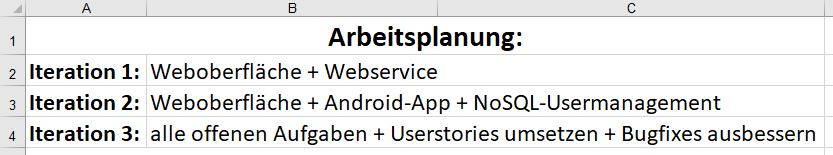 A B C
1 Arbeitsplanung:
2 Iteration 1: Weboberfläche + Webservice
3 Iteration 2: Weboberfläche + Android-App + NoSQL-Usermanagement
4 Iteration 3: alle offenen Aufgaben + Userstories umsetzen + Bugfixes ausbessern